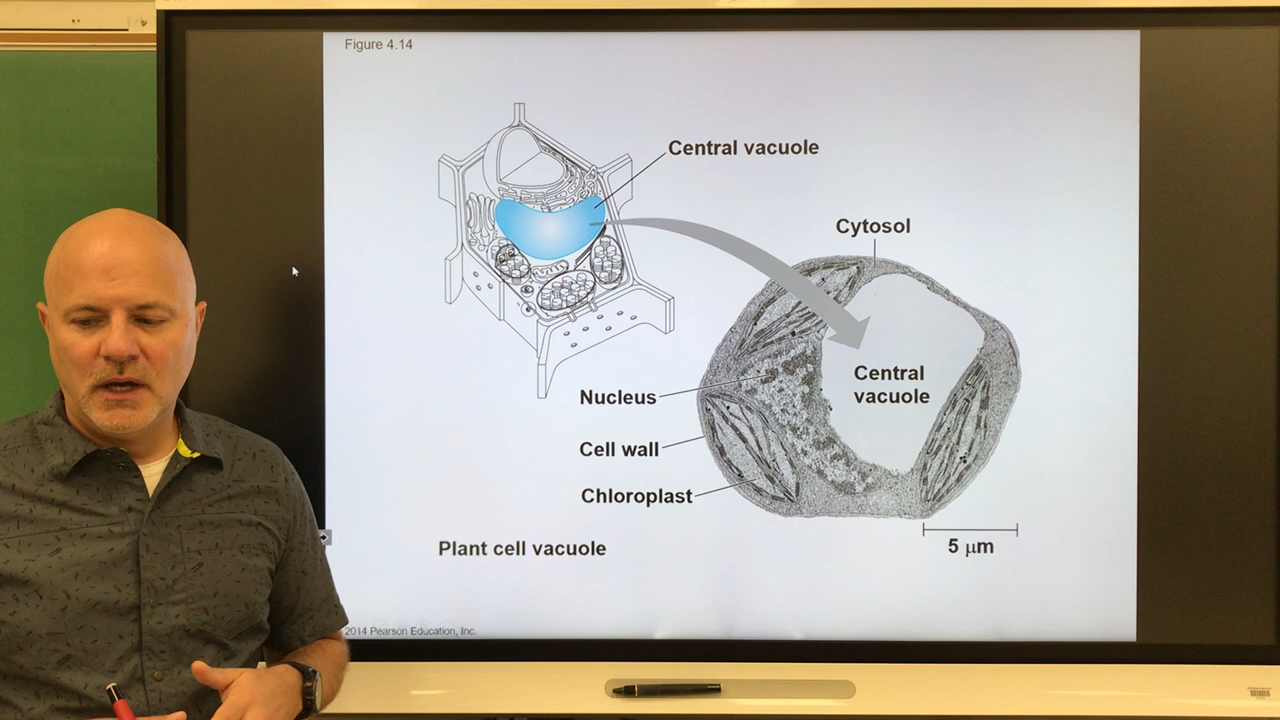 Figure 4.14
Central vacuole
Cytosol
Central
vacuole
Nucleus
Cell wall
Chloroplast
5 μm
Plant cell vacuole
2014 Pearson Education, Inc.